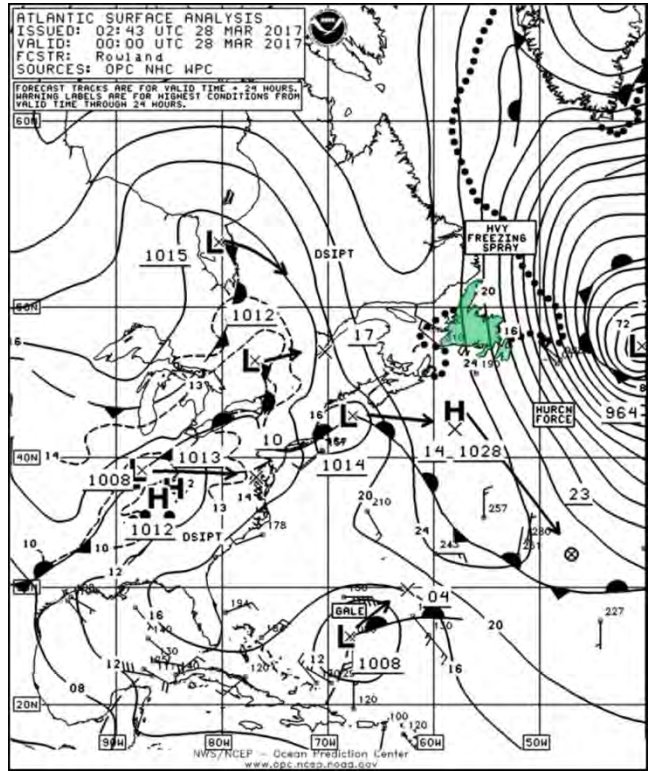 ATLANTIC SURFACE ANALYSIS
ISSUED: 02:43 UTC 28 MAR 2017
VALID: 00:00 UTC 28 MAR 2017
FCSTR: Rowland
SOURCES: OPC NHC WPC
FORECAST TRACKS ARE FOR VALID TIME + 24 HOURS.
WARNING LABELS ARE FOR HIGHEST CONDITIONS FROM
VALID TIME THROUGH 24 HOURS.
60N
HVY
FREEZING
SPRAY
L
1015
DSIPT
20
1012
17
16
72
L
L
13
24
190
HURCN
FORCE
964
16
L
H
10
14
40N
1013
1014
14 1028
1008
L
H
H
2
14
23
1012
13
20
210
24
257
DSIPT
178
10
10
12
243
04
16
194
GALE
20
227
140
130
L
12
12
120
1008
16
08
120
20N
100
120
90W
80W
70W
60W
50W
NWS/NCEP – Ocean Prediction Center
www.opc.ncep.noaa.gov